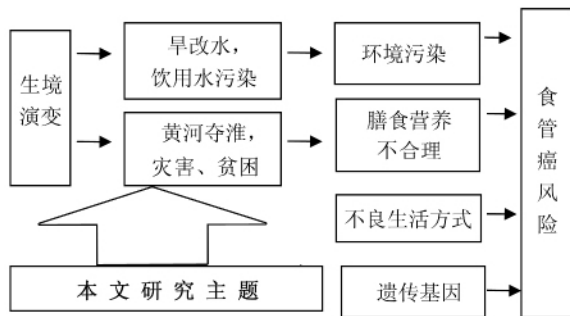 生境
演变
旱改水，
饮用水污染
环境污染
黄河夺淮，
灾害、贫困
膳食营养
不合理
不良生活方式
本文研究主题
遗传基因
食
管
癌
风
险